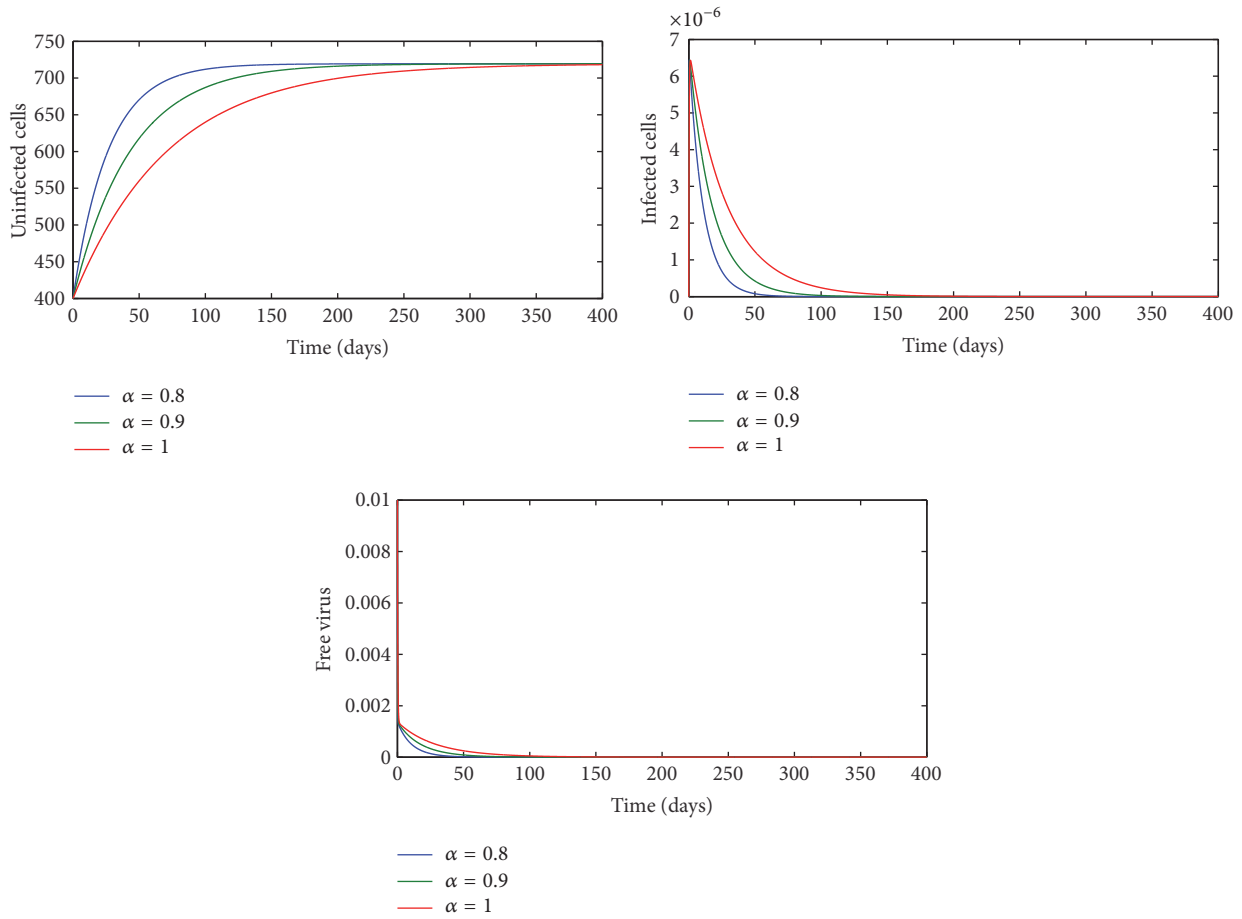 750
700
650
600
550
500
450
400
Uninfected cells
0 50 100 150 200 250 300 350 400
Time (days)
α = 0.8
α = 0.9
α = 1
×10−6
7
6
5
4
3
2
1
0
Infected cells
0 50 100 150 200 250 300 350 400
Time (days)
α = 0.8
α = 0.9
α = 1
0.01
0.008
0.006
0.004
0.002
0
Free virus
0 50 100 150 200 250 300 350 400
Time (days)
α = 0.8
α = 0.9
α = 1